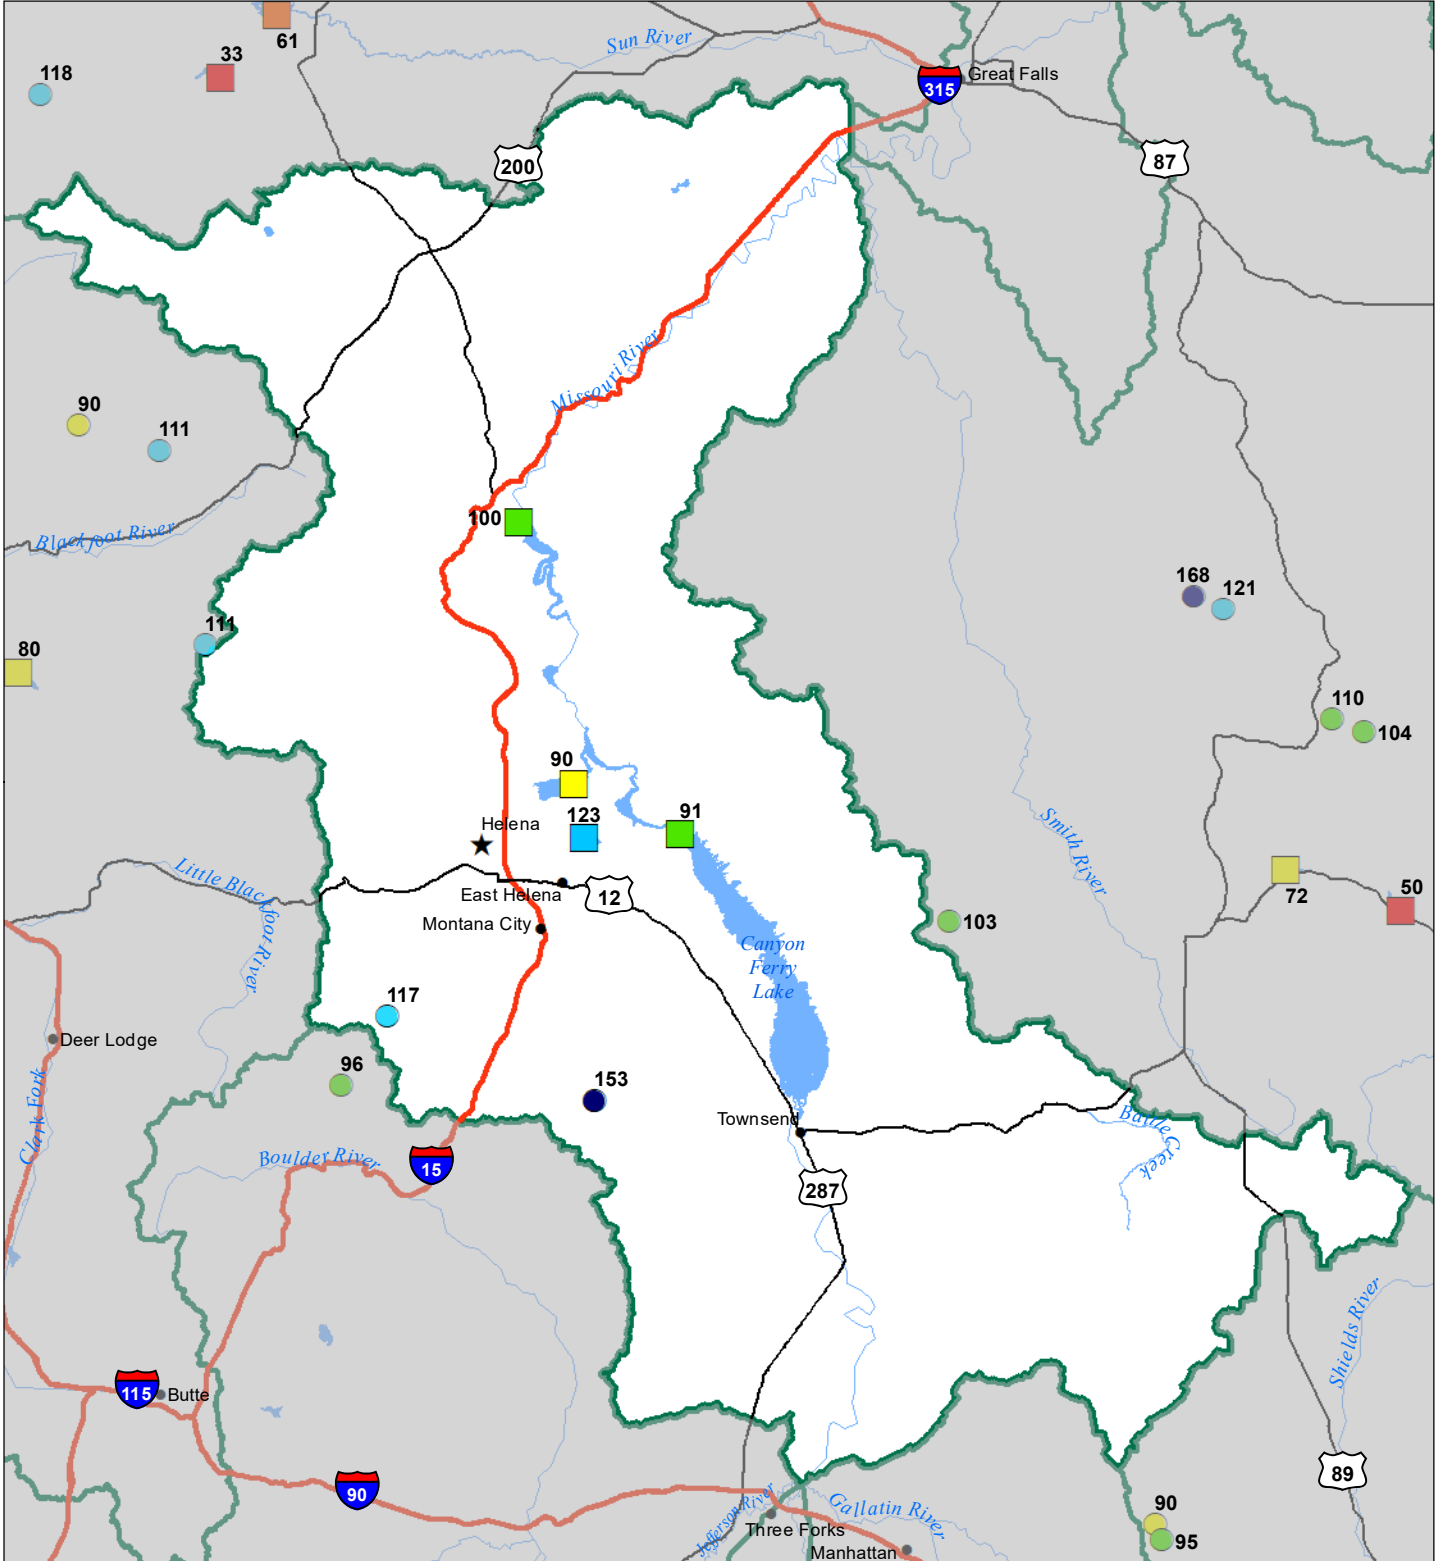 61
33
118
Sun River
Great Falls
315
200
87
Missouri River
90
111
100
Blackfoot River
168
121
111
80
110
104
90
123
91
Helena
Smith River
Little Blackfoot River
East Helena
12
72
50
Montana City
103
Canyon
Ferry
Lake
117
Deer Lodge
96
153
Clark Fork
Townsend
Battle Creek
Boulder River
15
287
Shields River
115
Butte
90
89
Jefferson River
Gallatin River
90
Three Forks
95
Manhattan